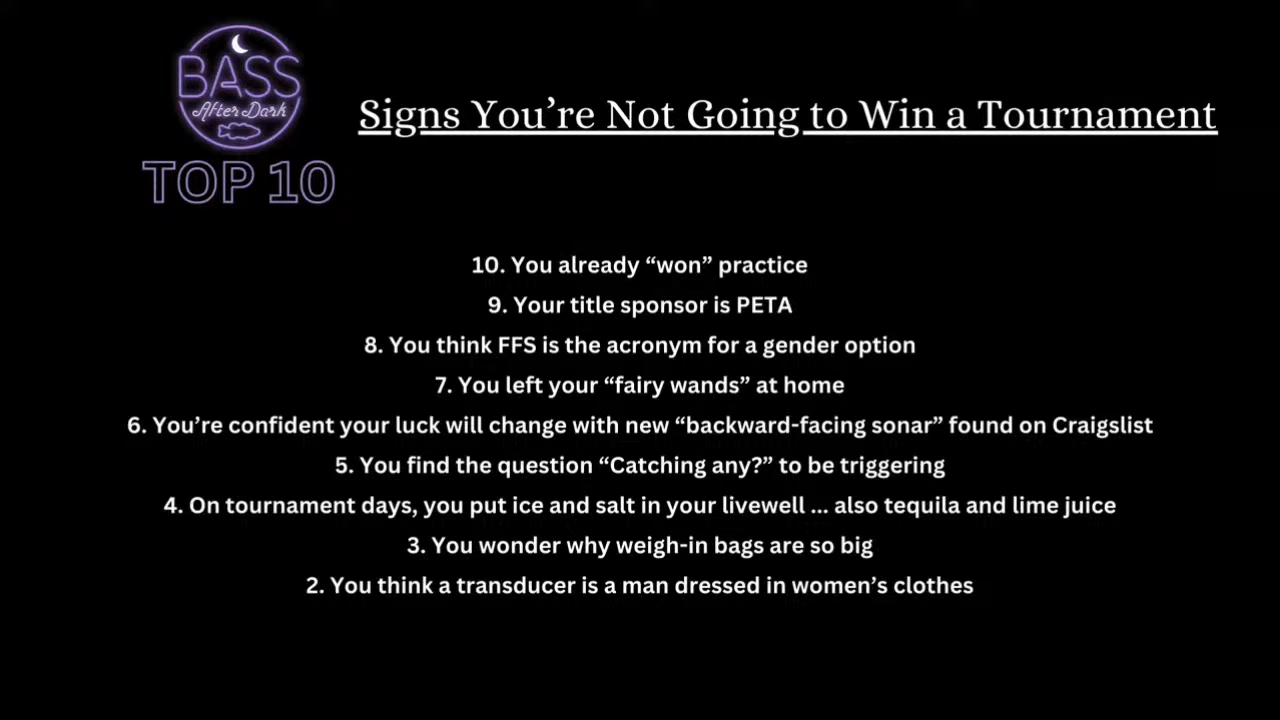 BASS
After Dark
TOP 10
Signs You’re Not Going to Win a Tournament
10. You already “won” practice
9. Your title sponsor is PETA
8. You think FFS is the acronym for a gender option
7. You left your “fairy wands” at home
6. You’re confident your luck will change with new “backward-facing sonar” found on Craigslist
5. You find the question “Catching any?” to be triggering
4. On tournament days, you put ice and salt in your livewell ... also tequila and lime juice
3. You wonder why weigh-in bags are so big
2. You think a transducer is a man dressed in women’s clothes